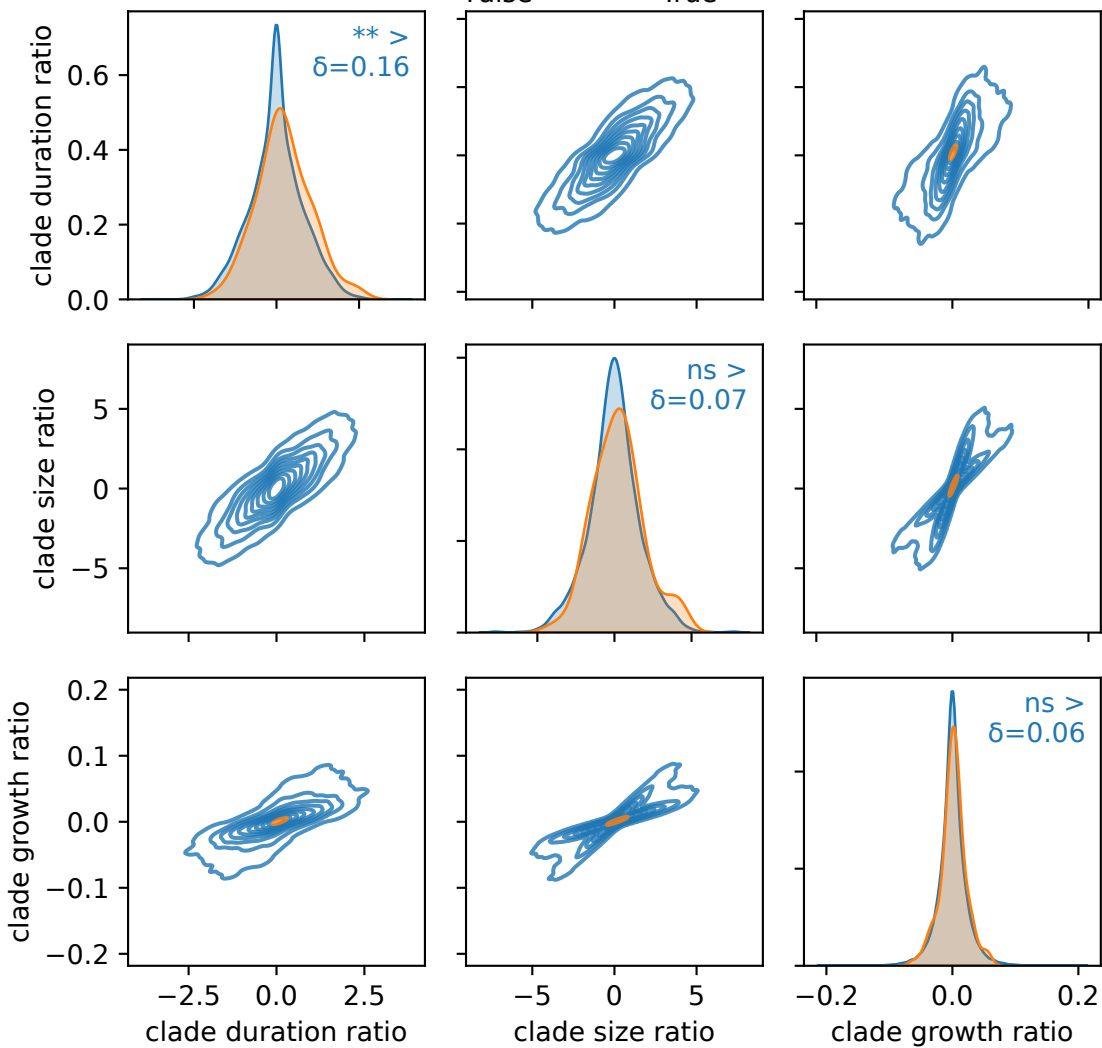 clade duration ratio
0.6
0.4
0.2
0.0
** >
δ=0.16
clade size ratio
5
0
−5
ns >
δ=0.07
clade growth ratio
0.2
0.1
0.0
−0.1
−0.2
ns >
δ=0.06
−2.5 0.0 2.5
clade duration ratio
−5 0 5
clade size ratio
−0.2 0.0 0.2
clade growth ratio